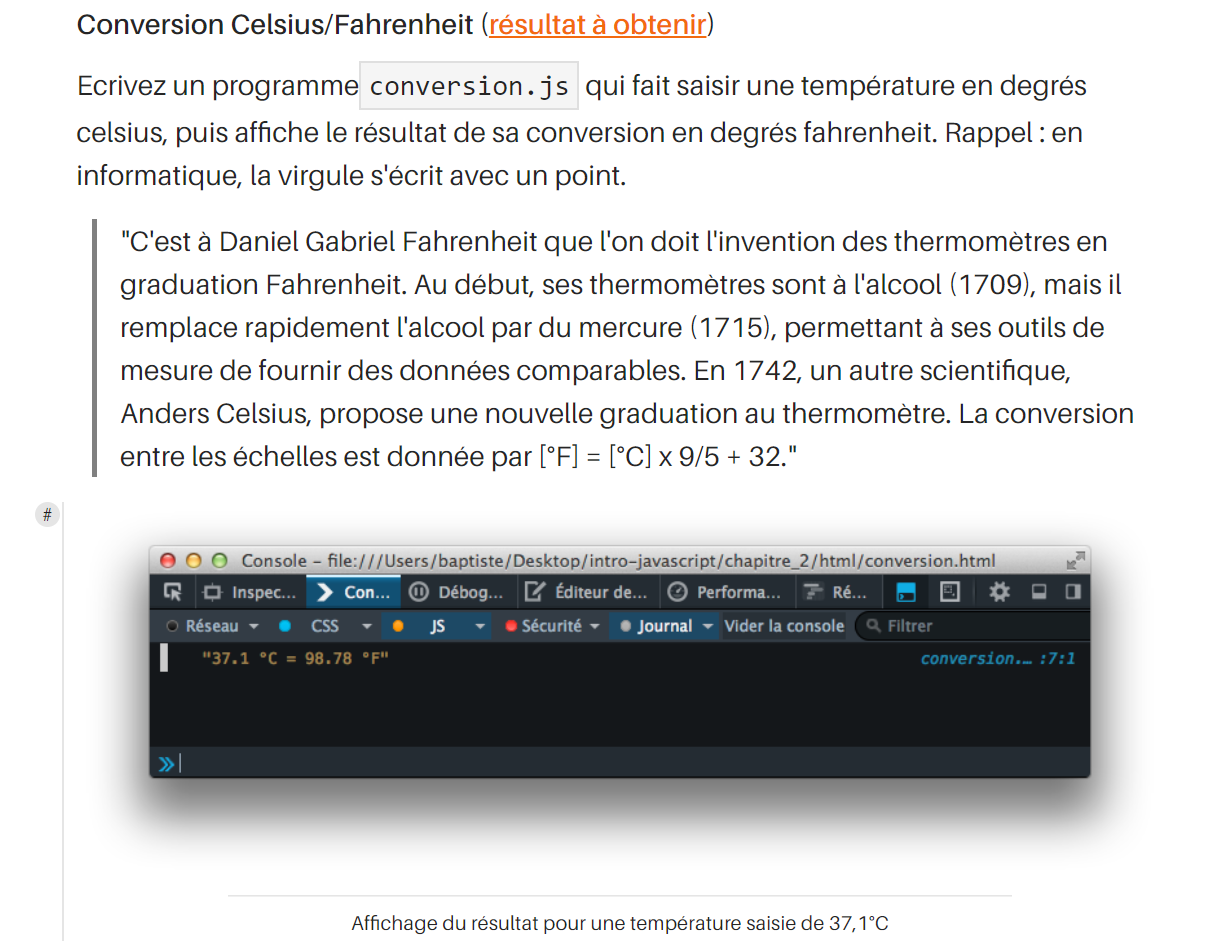 Conversion Celsius/Fahrenheit (résultat à obtenir)
Ecrivez un programme conversion.js qui fait saisir une température en degrés
celsius, puis affiche le résultat de sa conversion en degrés fahrenheit. Rappel : en
informatique, la virgule s'écrit avec un point.
"C'est à Daniel Gabriel Fahrenheit que l'on doit l'invention des thermomètres en
graduation Fahrenheit. Au début, ses thermomètres sont à l'alcool (1709), mais il
remplace rapidement l'alcool par du mercure (1715), permettant à ses outils de
mesure de fournir des données comparables. En 1742, un autre scientifique,
Anders Celsius, propose une nouvelle graduation au thermomètre. La conversion
entre les échelles est donnée par [°F] = [°C] x 9/5 + 32."
#
Console – file:///Users/baptiste/Desktop/intro-javascript/chapitre_2/html/conversion.html
Inspec... Con... Débog... Éditeur de... Performa... Ré...
Réseau CSS JS Sécurité Journal Vider la console Filtrer
"37.1 °C = 98.78 °F" conversion.… :7:1
Affichage du résultat pour une température saisie de 37,1°C